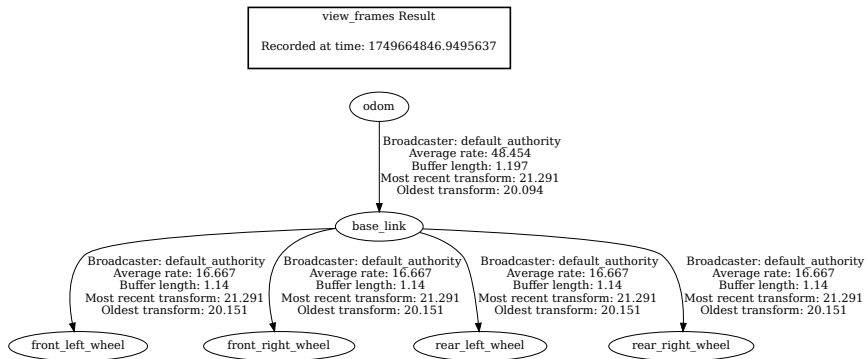 view_frames Result
Recorded at time: 1749664846.9495637
odom
Broadcaster: default_authority
Average rate: 48.454
Buffer length: 1.197
Most recent transform: 21.291
Oldest transform: 20.094
base_link
Broadcaster: default_authority
Average rate: 16.667
Buffer length: 1.14
Most recent transform: 21.291
Oldest transform: 20.151
Broadcaster: default_authority
Average rate: 16.667
Buffer length: 1.14
Most recent transform: 21.291
Oldest transform: 20.151
Broadcaster: default_authority
Average rate: 16.667
Buffer length: 1.14
Most recent transform: 21.291
Oldest transform: 20.151
Broadcaster: default_authority
Average rate: 16.667
Buffer length: 1.14
Most recent transform: 21.291
Oldest transform: 20.151
front_left_wheel
front_right_wheel
rear_left_wheel
rear_right_wheel